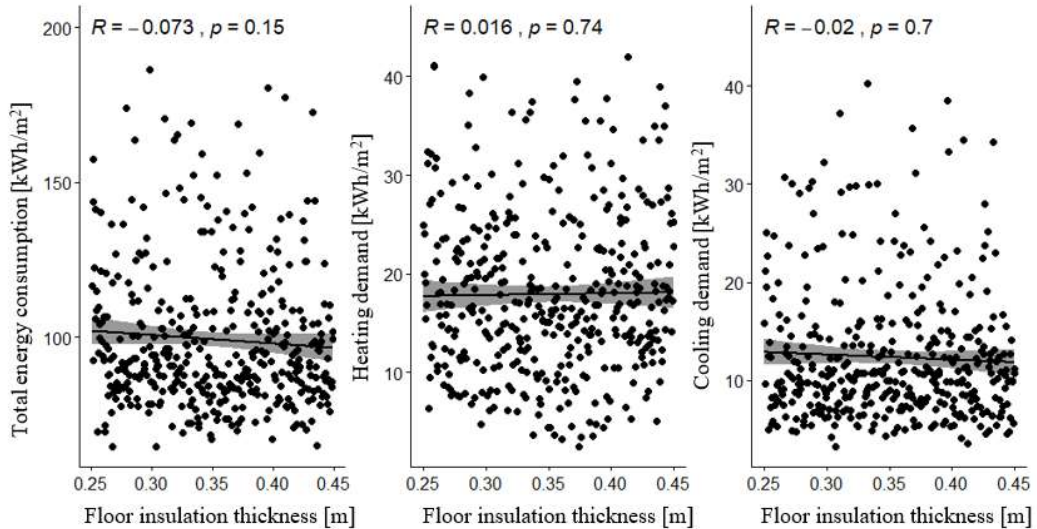 R = −0.073 , p = 0.15
200
150
100
Total energy consumption [kWh/m²]
0.25 0.30 0.35 0.40 0.45
Floor insulation thickness [m]
R = 0.016 , p = 0.74
40
30
20
10
Heating demand [kWh/m²]
0.25 0.30 0.35 0.40 0.45
Floor insulation thickness [m]
R = −0.02 , p = 0.7
40
30
20
10
Cooling demand [kWh/m²]
0.25 0.30 0.35 0.40 0.45
Floor insulation thickness [m]